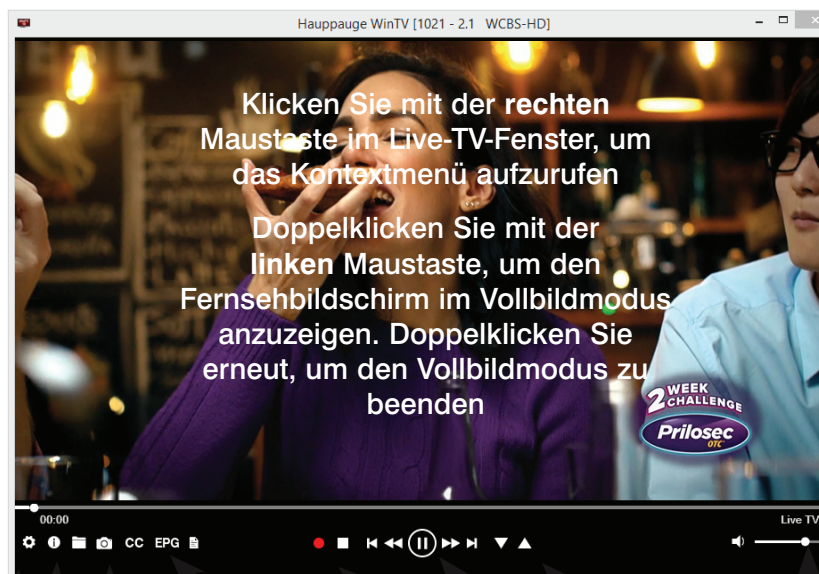 Hauppauge WinTV [1021 - 2.1 WCBS-HD]
Klicken Sie mit der rechten
Maustaste im Live-TV-Fenster, um
das Kontextmenü aufzurufen
Doppelklicken Sie mit der
linken Maustaste, um den
Fernsehbildschirm im Vollbildmodus
anzuzeigen. Doppelklicken Sie
erneut, um den Vollbildmodus zu
beenden
2 WEEK
CHALLENGE
Prilosec
OTC
00:00
Live TV
CC EPG